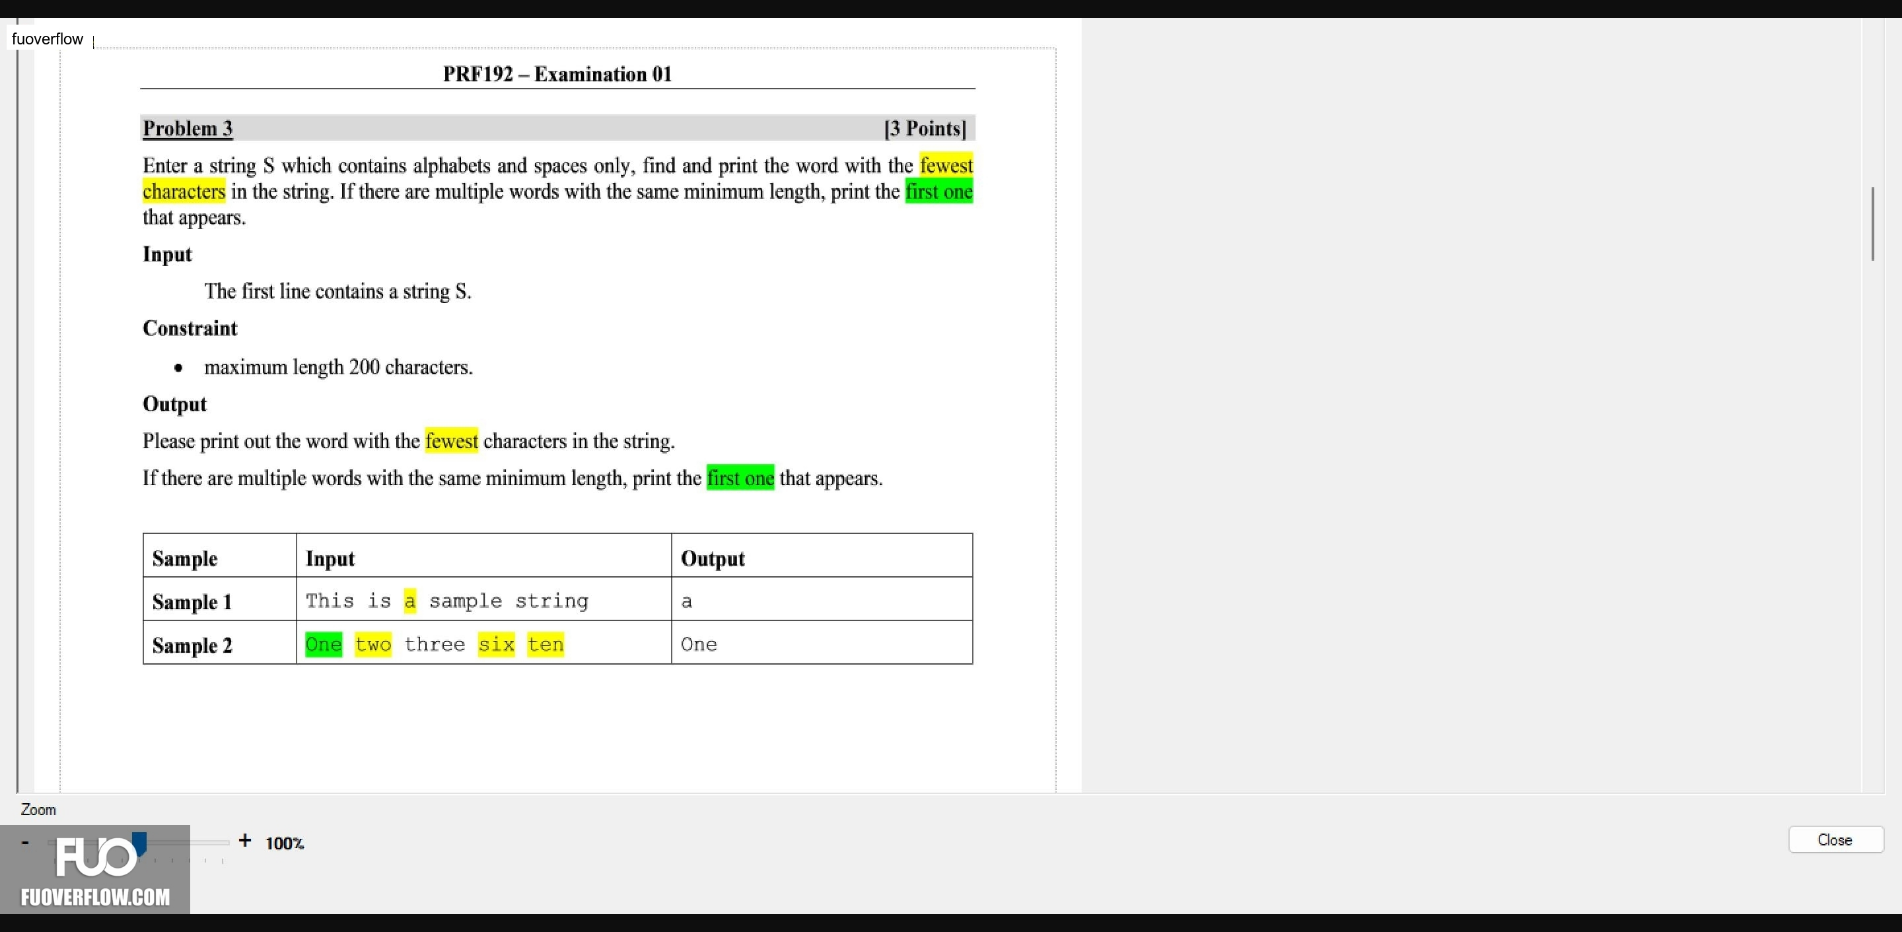 fuoverflow
PRF192 – Examination 01
Problem 3 [3 Points]
Enter a string S which contains alphabets and spaces only, find and print the word with the fewest
characters in the string. If there are multiple words with the same minimum length, print the first one
that appears.
Input
The first line contains a string S.
Constraint
• maximum length 200 characters.
Output
Please print out the word with the fewest characters in the string.
If there are multiple words with the same minimum length, print the first one that appears.
Sample Input Output
Sample 1 This is a sample string a
Sample 2 One two three six ten One
Zoom
- + 100%
Close
FUO
FUOVERFLOW.COM